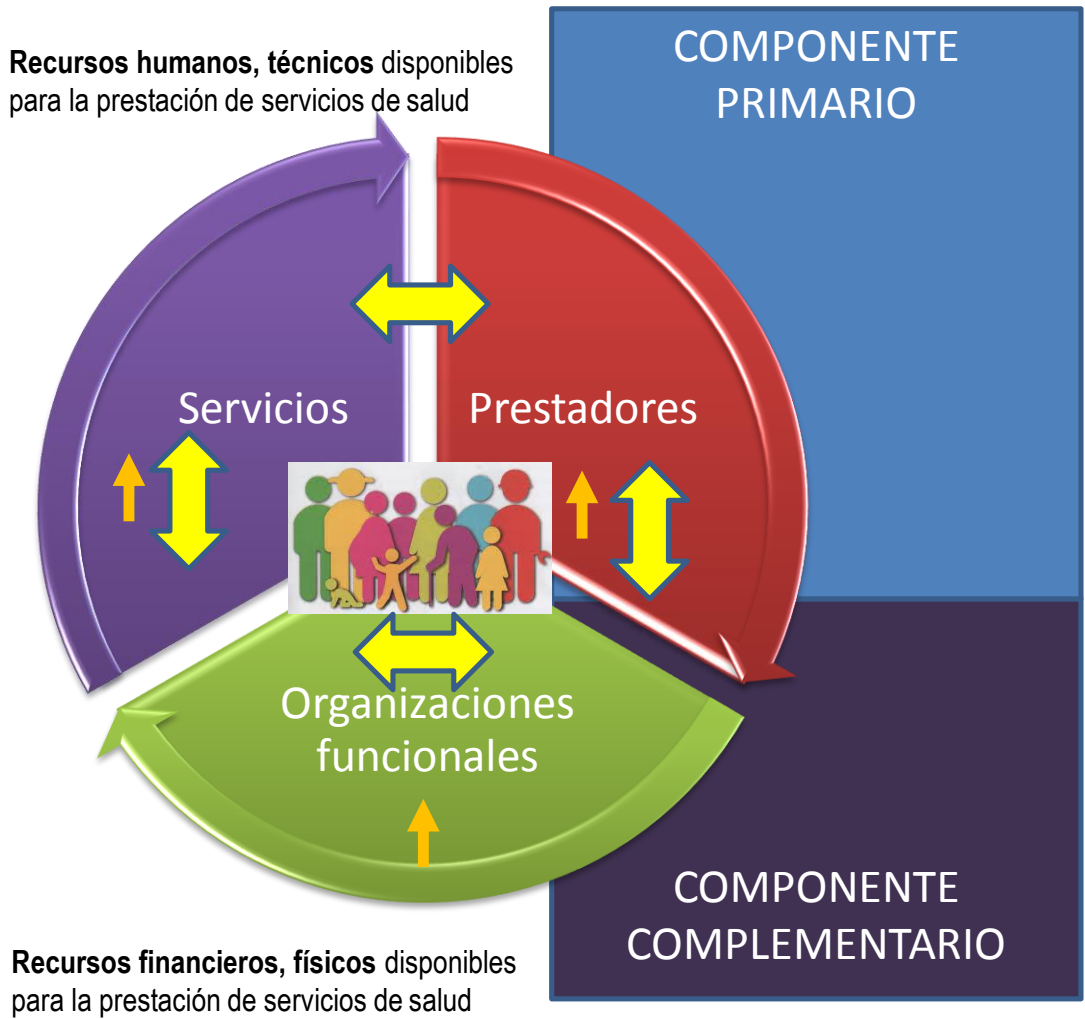 Recursos humanos, técnicos disponibles
para la prestación de servicios de salud
COMPONENTE
PRIMARIO
Servicios
Prestadores
Organizaciones
funcionales
COMPONENTE
COMPLEMENTARIO
Recursos financieros, físicos disponibles
para la prestación de servicios de salud